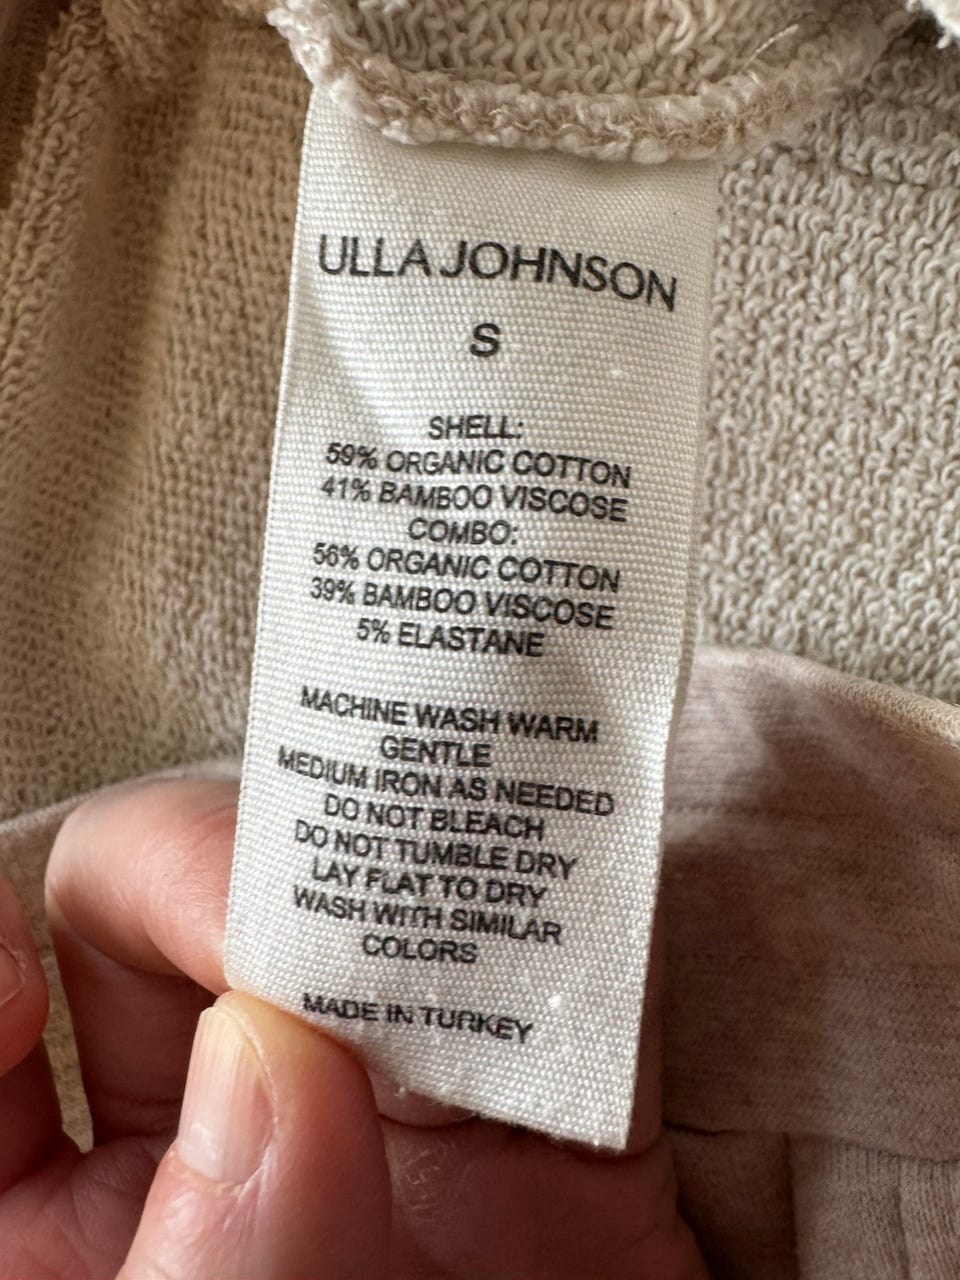 ULLA JOHNSON
S
SHELL:
59% ORGANIC COTTON
41% BAMBOO VISCOSE
COMBO:
56% ORGANIC COTTON
39% BAMBOO VISCOSE
5% ELASTANE
MACHINE WASH WARM
GENTLE
MEDIUM IRON AS NEEDED
DO NOT BLEACH
DO NOT TUMBLE DRY
LAY FLAT TO DRY
WASH WITH SIMILAR
COLORS
MADE IN TURKEY